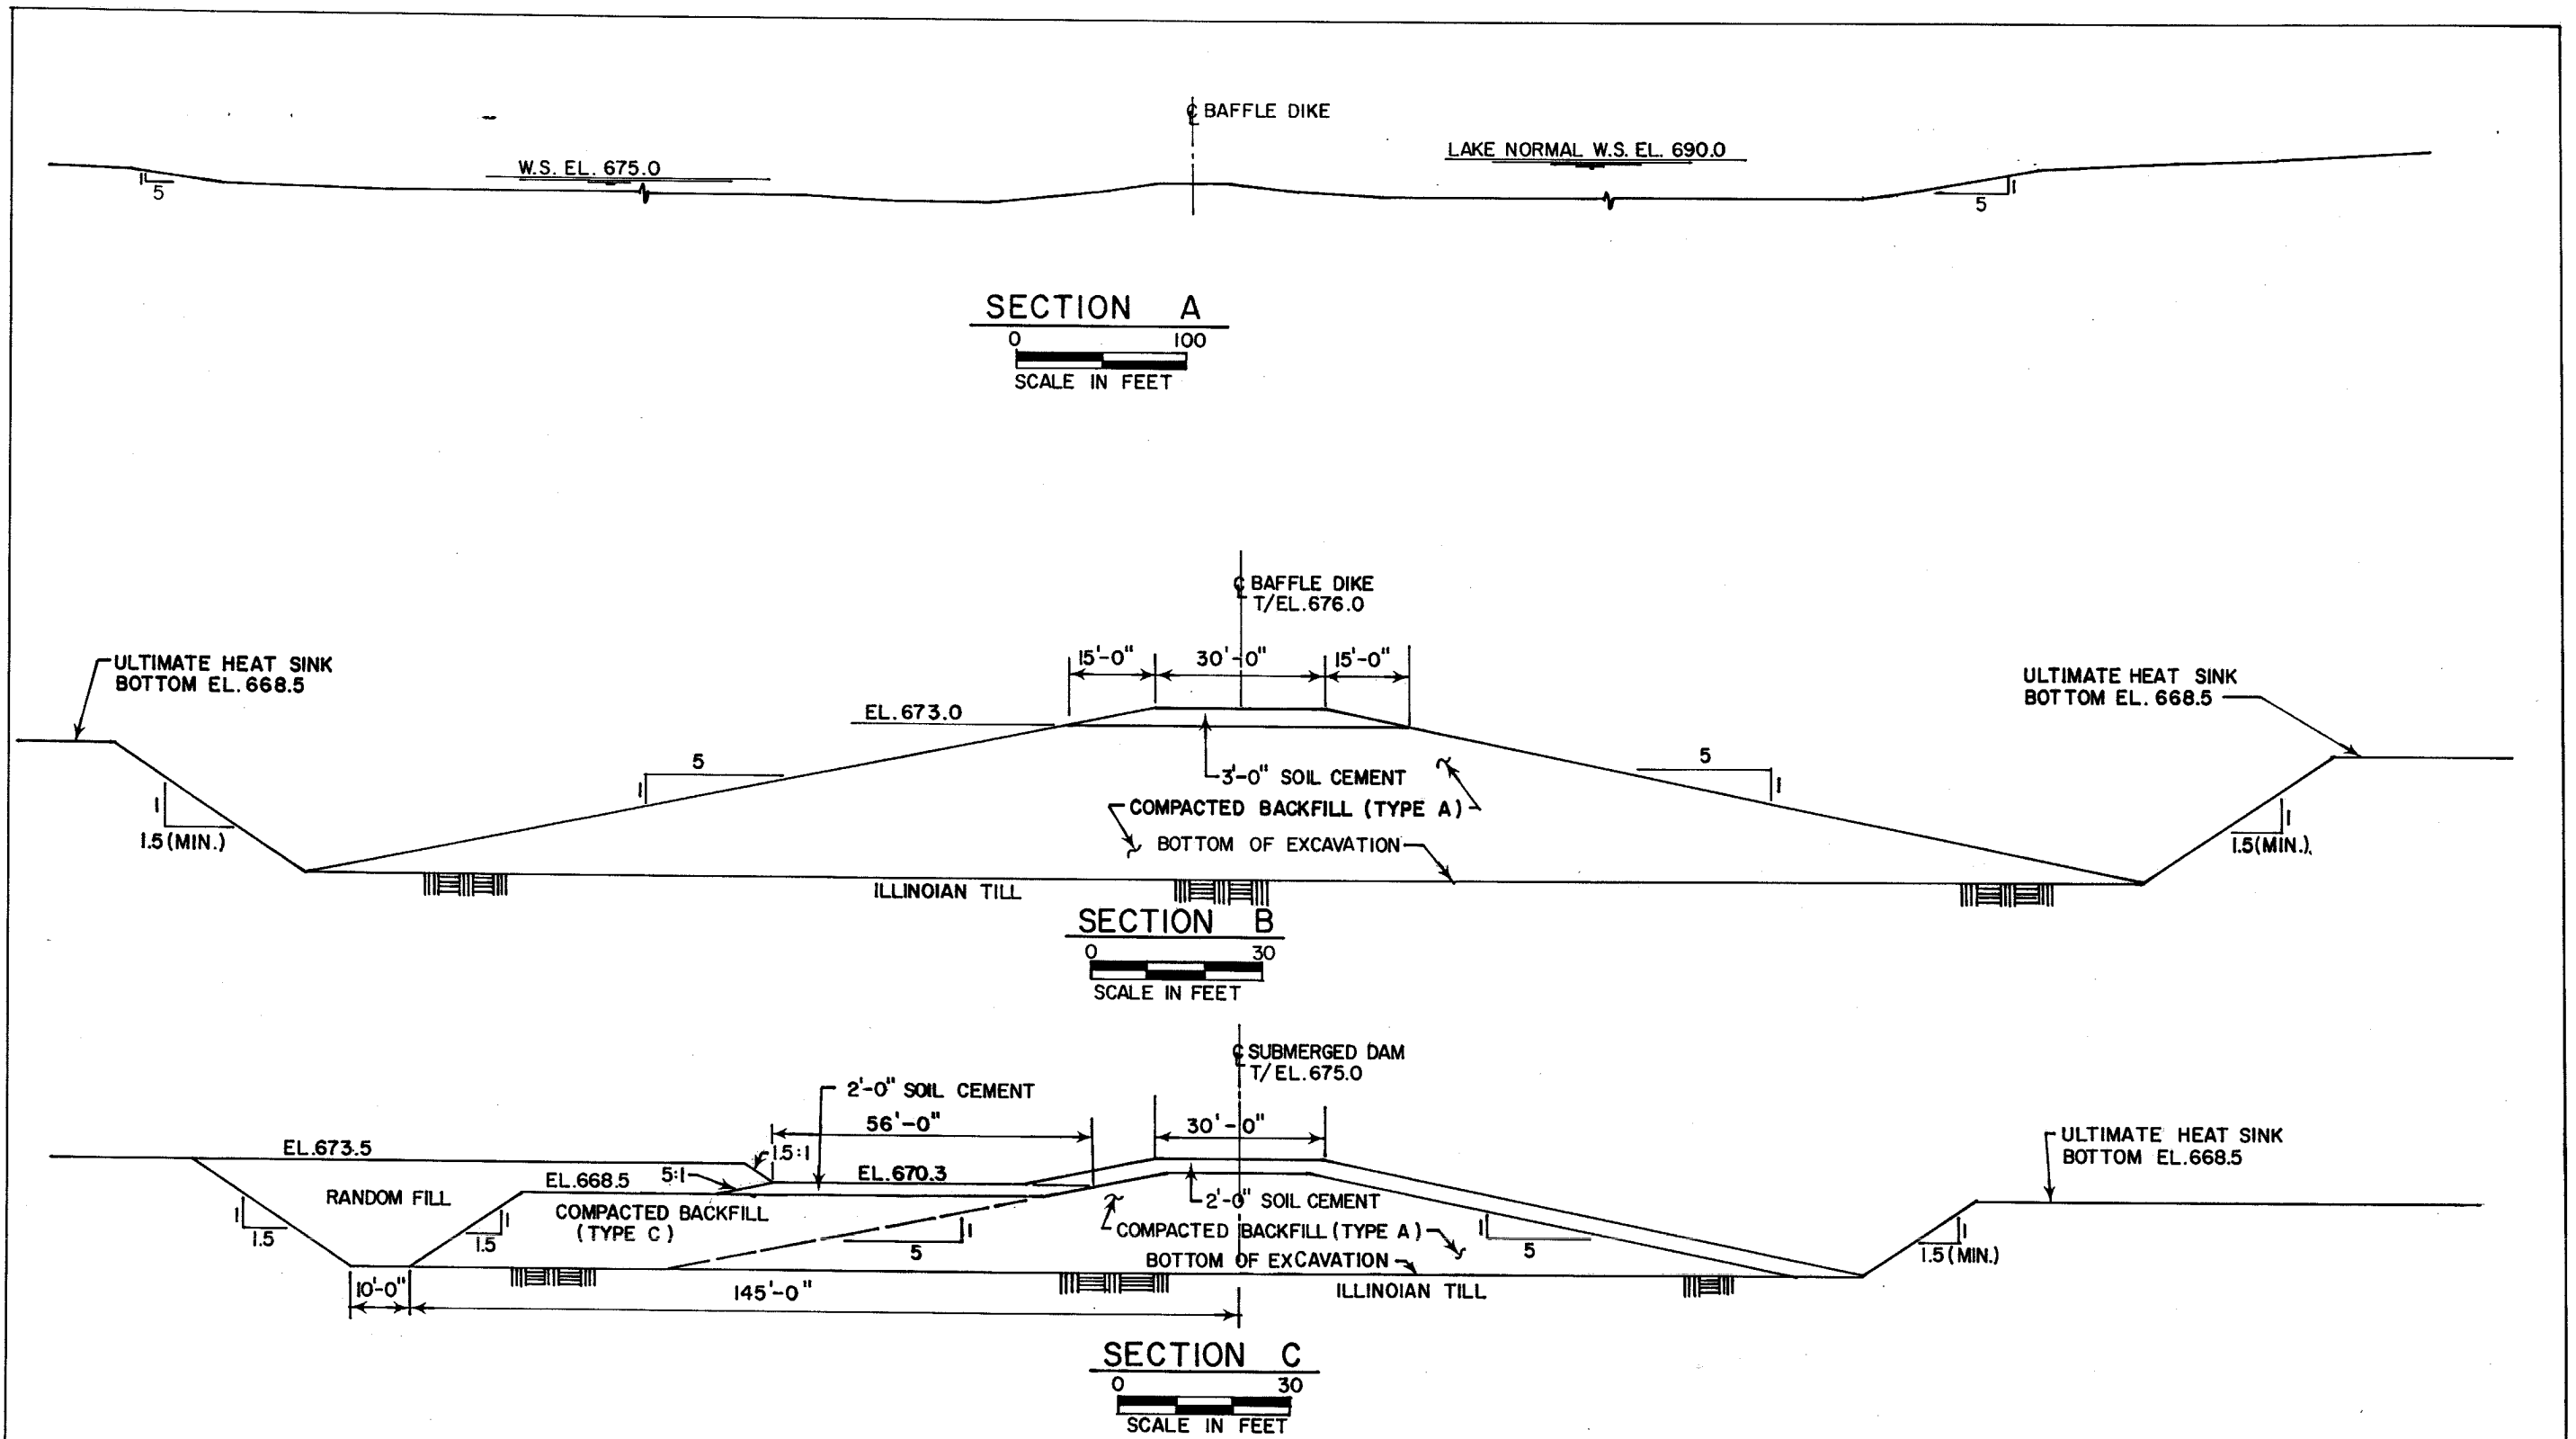 ℄ BAFFLE DIKE
W.S. EL. 675.0
LAKE NORMAL W.S. EL. 690.0
1
5
1
5
SECTION A
0 100
SCALE IN FEET
℄ BAFFLE DIKE
T/EL.676.0
15'-0" 30'-0" 15'-0"
ULTIMATE HEAT SINK
BOTTOM EL. 668.5
ULTIMATE HEAT SINK
BOTTOM EL. 668.5
EL.673.0
5
1
5
1
3'-0" SOIL CEMENT
1
1.5(MIN.)
COMPACTED BACKFILL (TYPE A)
1
1.5(MIN.)
BOTTOM OF EXCAVATION
ILLINOIAN TILL
SECTION B
0 30
SCALE IN FEET
℄ SUBMERGED DAM
T/EL.675.0
2'-0" SOIL CEMENT
56'-0"
30'-0"
EL.673.5
1.5:1
ULTIMATE HEAT SINK
BOTTOM EL.668.5
5:1
EL.670.3
EL.668.5
RANDOM FILL
2'-0" SOIL CEMENT
COMPACTED BACKFILL
(TYPE C)
1
1.5
1
1.5
1
5
COMPACTED BACKFILL (TYPE A)
1
5
1
1.5(MIN.)
BOTTOM OF EXCAVATION
10'-0"
145'-0"
ILLINOIAN TILL
SECTION C
0 30
SCALE IN FEET